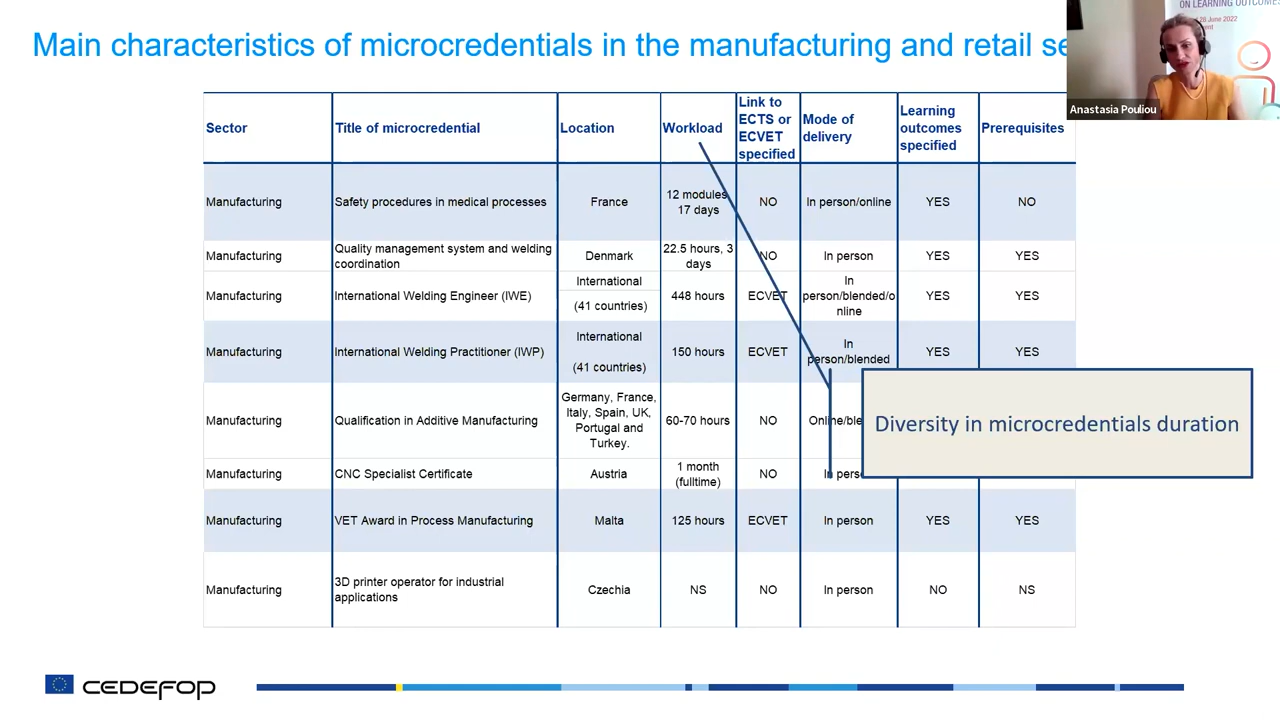 Main characteristics of microcredentials in the manufacturing and retail
ON LEARNING OUTCOMES
26 June 2022
Anastasia Pouliou
Sector
Title of microcredential
Location
Workload
Link to
ECTS or
ECVET
specified
Mode of
delivery
Learning
outcomes
specified
Prerequisites
Manufacturing
Safety procedures in medical processes
France
12 modules
17 days
NO
In person/online
YES
NO
Manufacturing
Quality management system and welding
coordination
Denmark
22.5 hours, 3
days
NO
In person
YES
YES
Manufacturing
International Welding Engineer (IWE)
International
(41 countries)
448 hours
ECVET
In
person/blended/o
nline
YES
YES
Manufacturing
International Welding Practitioner (IWP)
International
(41 countries)
150 hours
ECVET
In
person/blended
YES
YES
Manufacturing
Qualification in Additive Manufacturing
Germany, France,
Italy, Spain, UK,
Portugal and
Turkey.
60-70 hours
NO
Diversity in microcredentials duration
Manufacturing
CNC Specialist Certificate
Austria
1 month
(fulltime)
NO
In
Manufacturing
VET Award in Process Manufacturing
Malta
125 hours
ECVET
In person
YES
YES
Manufacturing
3D printer operator for industrial
applications
Czechia
NS
NO
In person
NO
NS
CEDEFOP